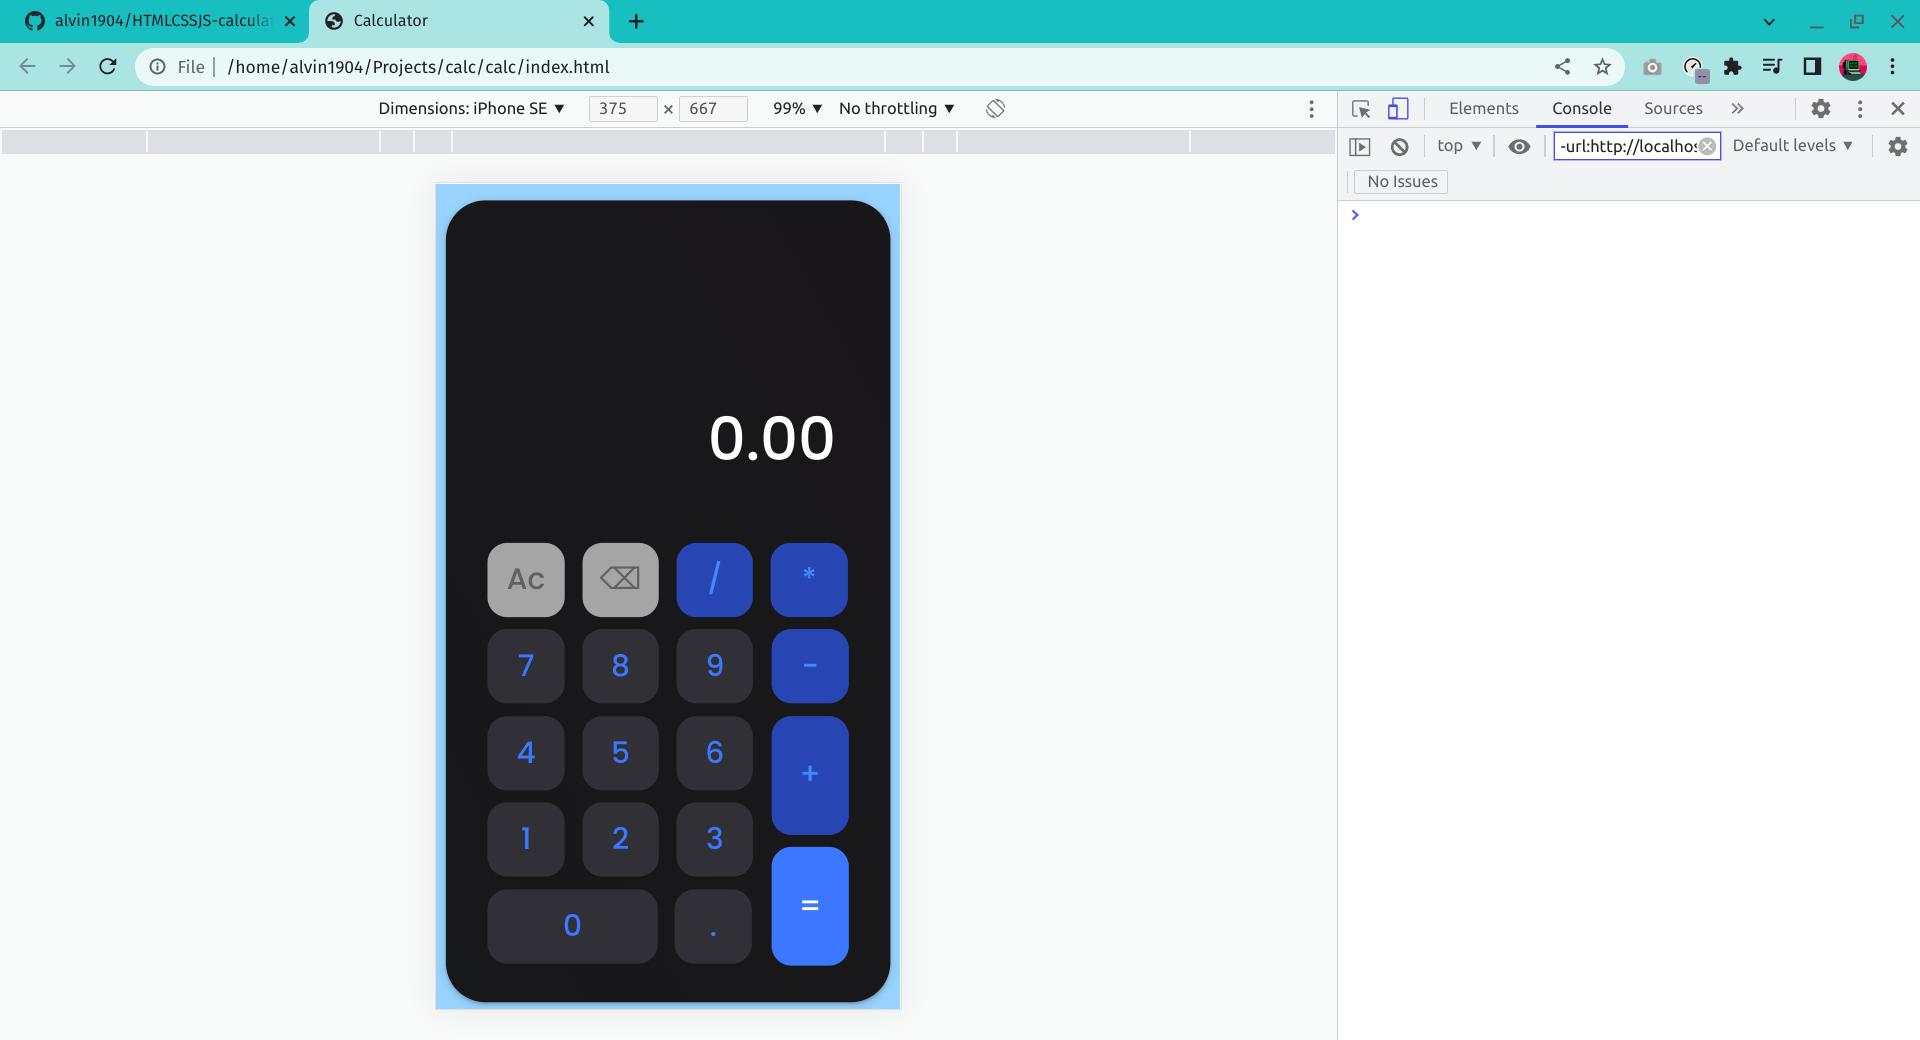 alvin1904/HTMLCSSJS-calcula
Calculator
File | /home/alvin1904/Projects/calc/calc/index.html
Dimensions: iPhone SE ▼ 375 × 667 99% ▼ No throttling ▼
Elements Console Sources »
top ▼ -url:http://localhos Default levels ▼
No Issues
0.00
Ac ⌫ / *
7 8 9 -
4 5 6 +
1 2 3
0 . =